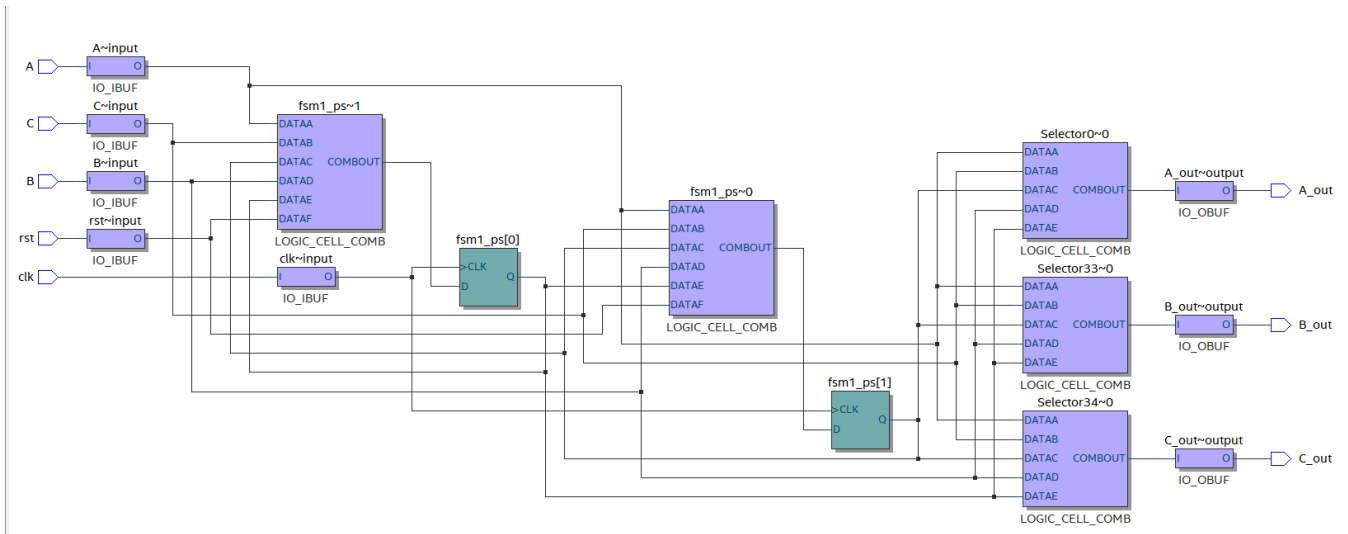 A
A~input
I
O
IO_IBUF
C
C~input
I
O
IO_IBUF
B
B~input
I
O
IO_IBUF
rst
rst~input
I
O
IO_IBUF
clk
clk~input
I
O
IO_IBUF
fsm1_ps~1
DATAA
DATAB
DATAC
COMBOUT
DATAD
DATAE
DATAF
LOGIC_CELL_COMB
fsm1_ps[0]
>CLK
Q
D
fsm1_ps~0
DATAA
DATAB
DATAC
COMBOUT
DATAD
DATAE
DATAF
LOGIC_CELL_COMB
fsm1_ps[1]
>CLK
Q
D
Selector0~0
DATAA
DATAB
DATAC
COMBOUT
DATAD
DATAE
LOGIC_CELL_COMB
A_out~output
I
O
IO_OBUF
A_out
Selector33~0
DATAA
DATAB
DATAC
COMBOUT
DATAD
DATAE
LOGIC_CELL_COMB
B_out~output
I
O
IO_OBUF
B_out
Selector34~0
DATAA
DATAB
DATAC
COMBOUT
DATAD
DATAE
LOGIC_CELL_COMB
C_out~output
I
O
IO_OBUF
C_out